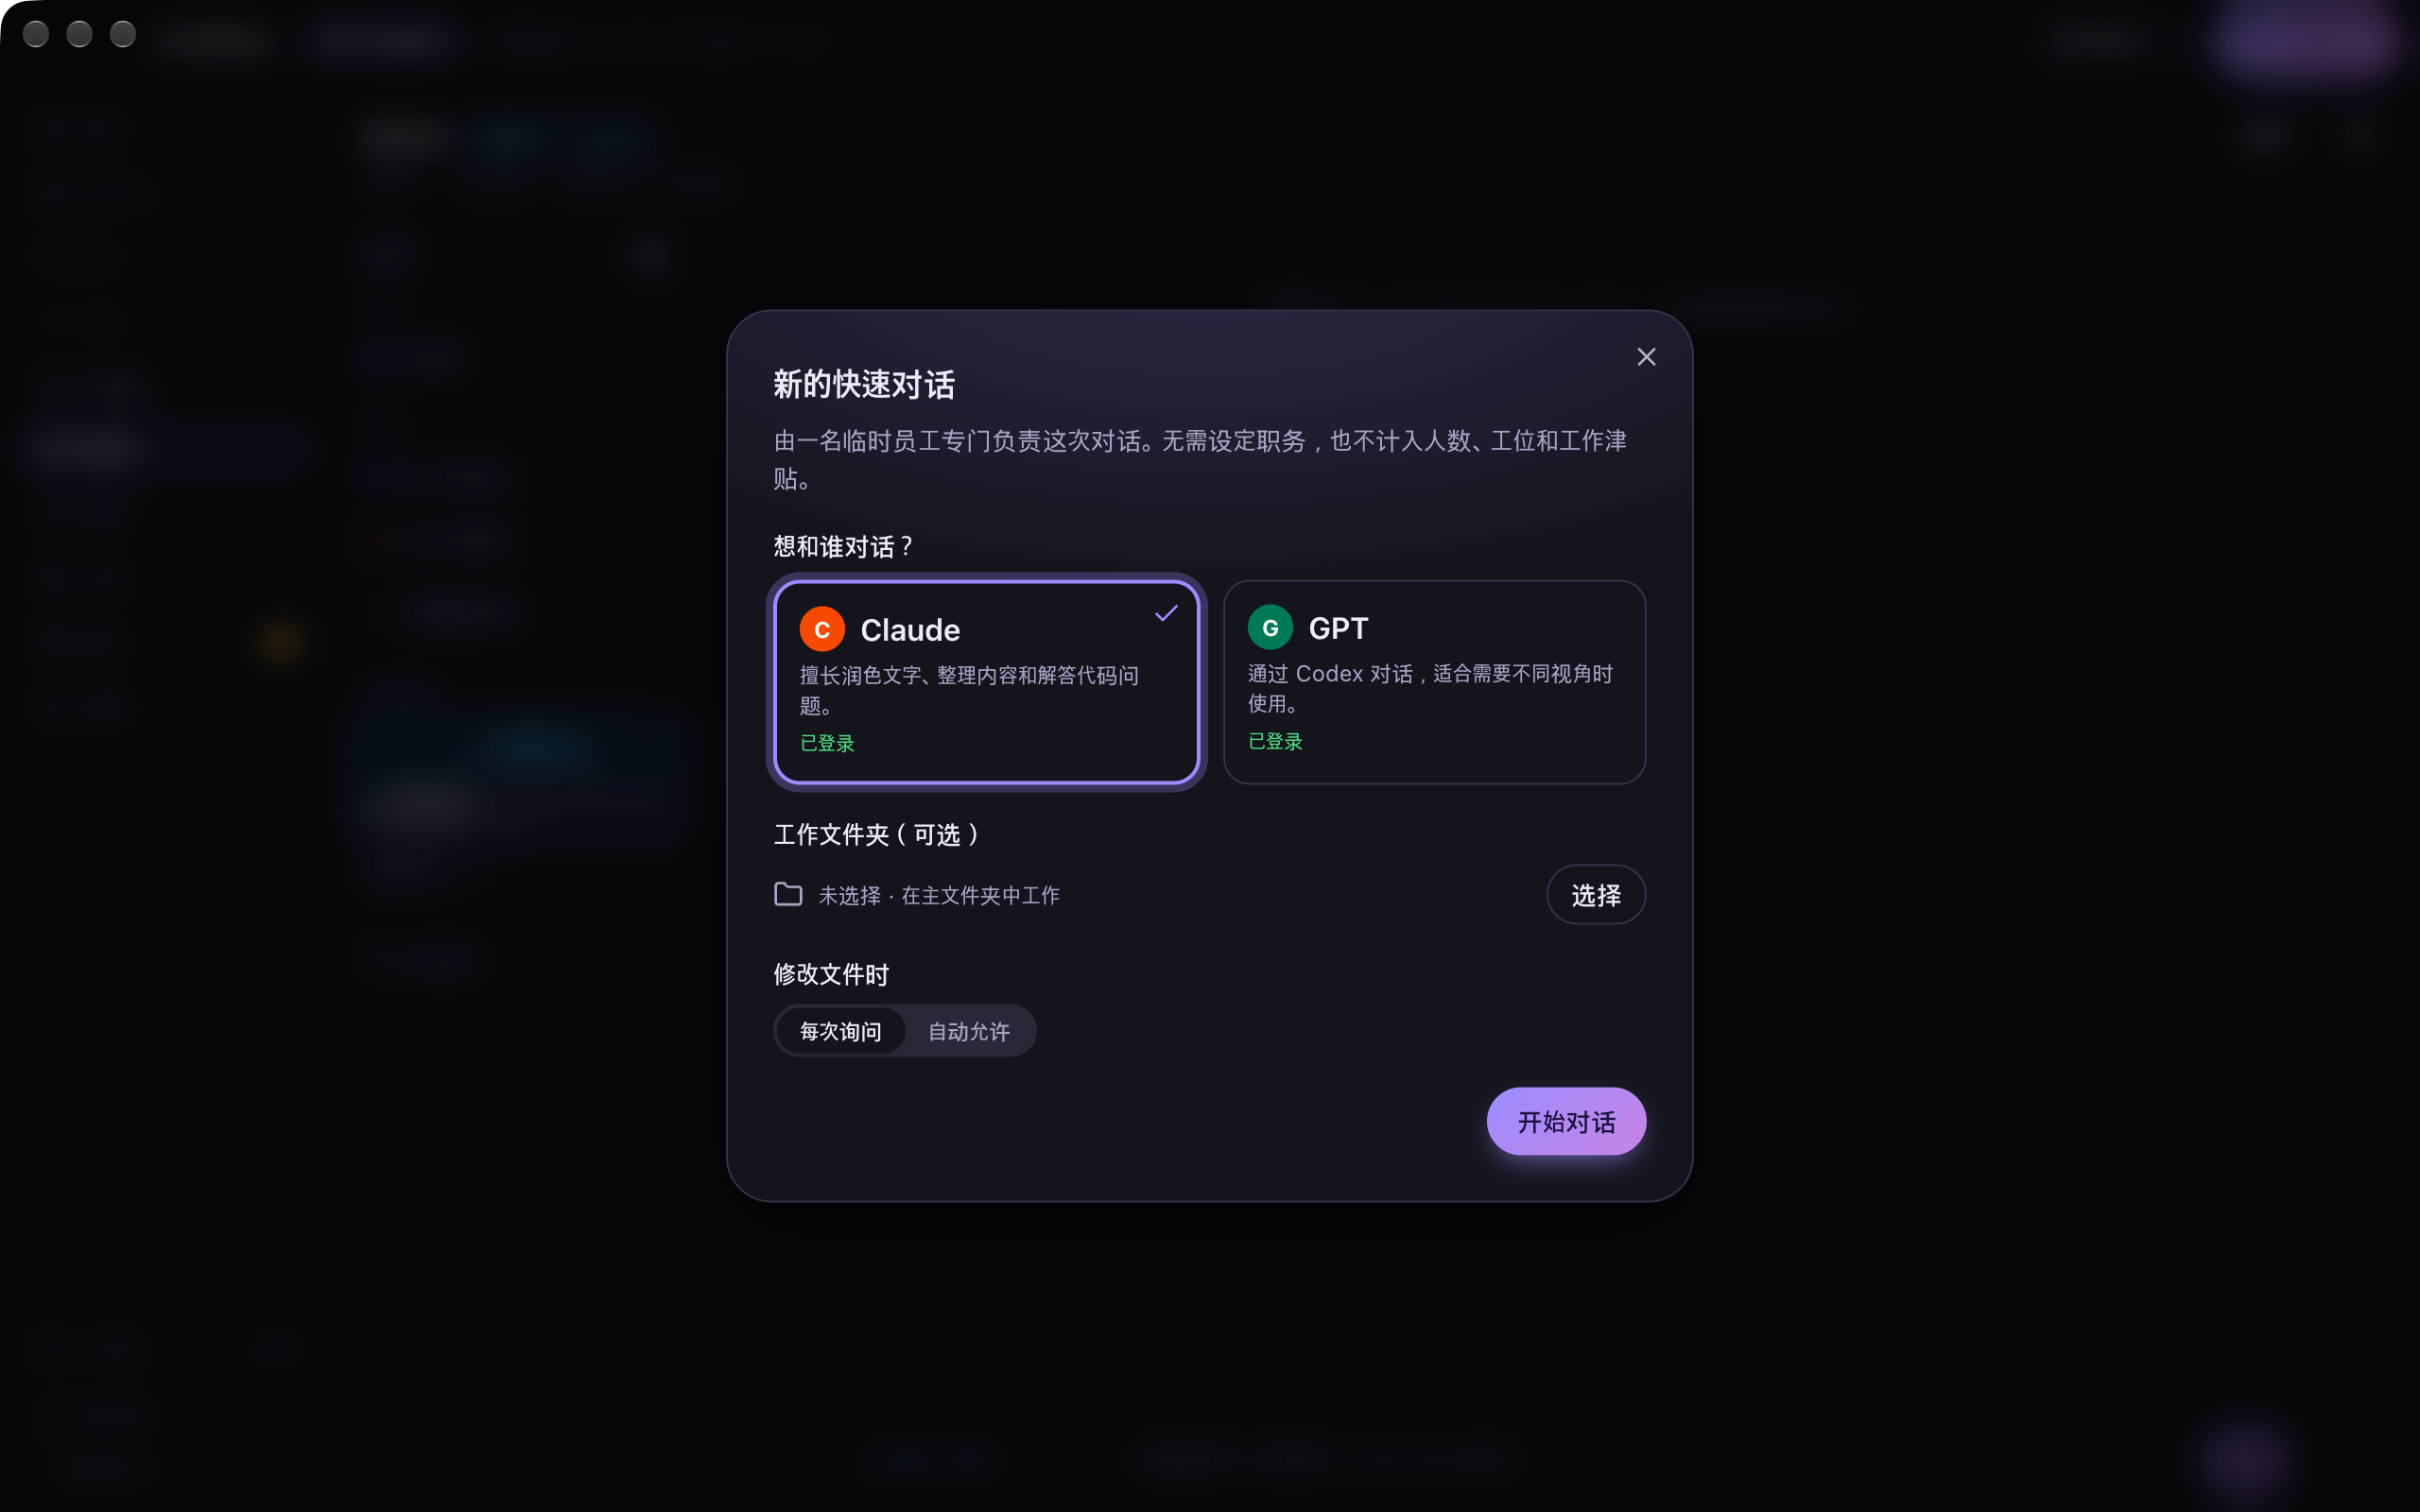 新的快速对话
由一名临时员工专门负责这次对话。无需设定职务，也不计入人数、工位和工作津
贴。
想和谁对话？
C Claude
擅长润色文字、整理内容和解答代码问
题。
已登录
G GPT
通过 Codex 对话，适合需要不同视角时
使用。
已登录
工作文件夹（可选）
未选择 · 在主文件夹中工作
选择
修改文件时
每次询问 自动允许
开始对话